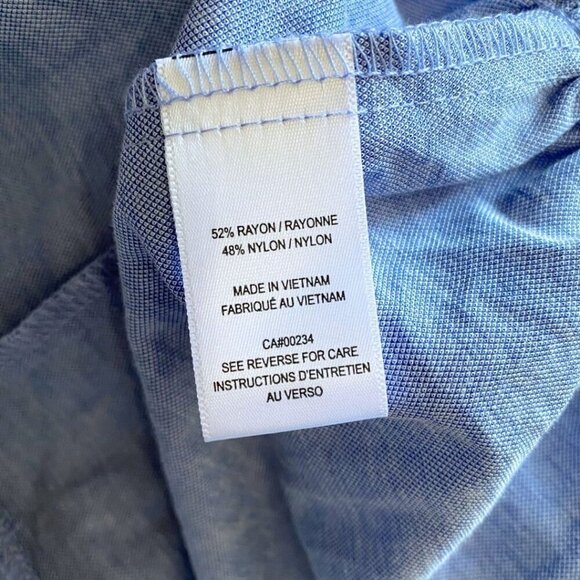 52% RAYON / RAYONNE
48% NYLON / NYLON
MADE IN VIETNAM
FABRIQUÉ AU VIETNAM
CA#00234
SEE REVERSE FOR CARE
INSTRUCTIONS D'ENTRETIEN
AU VERSO